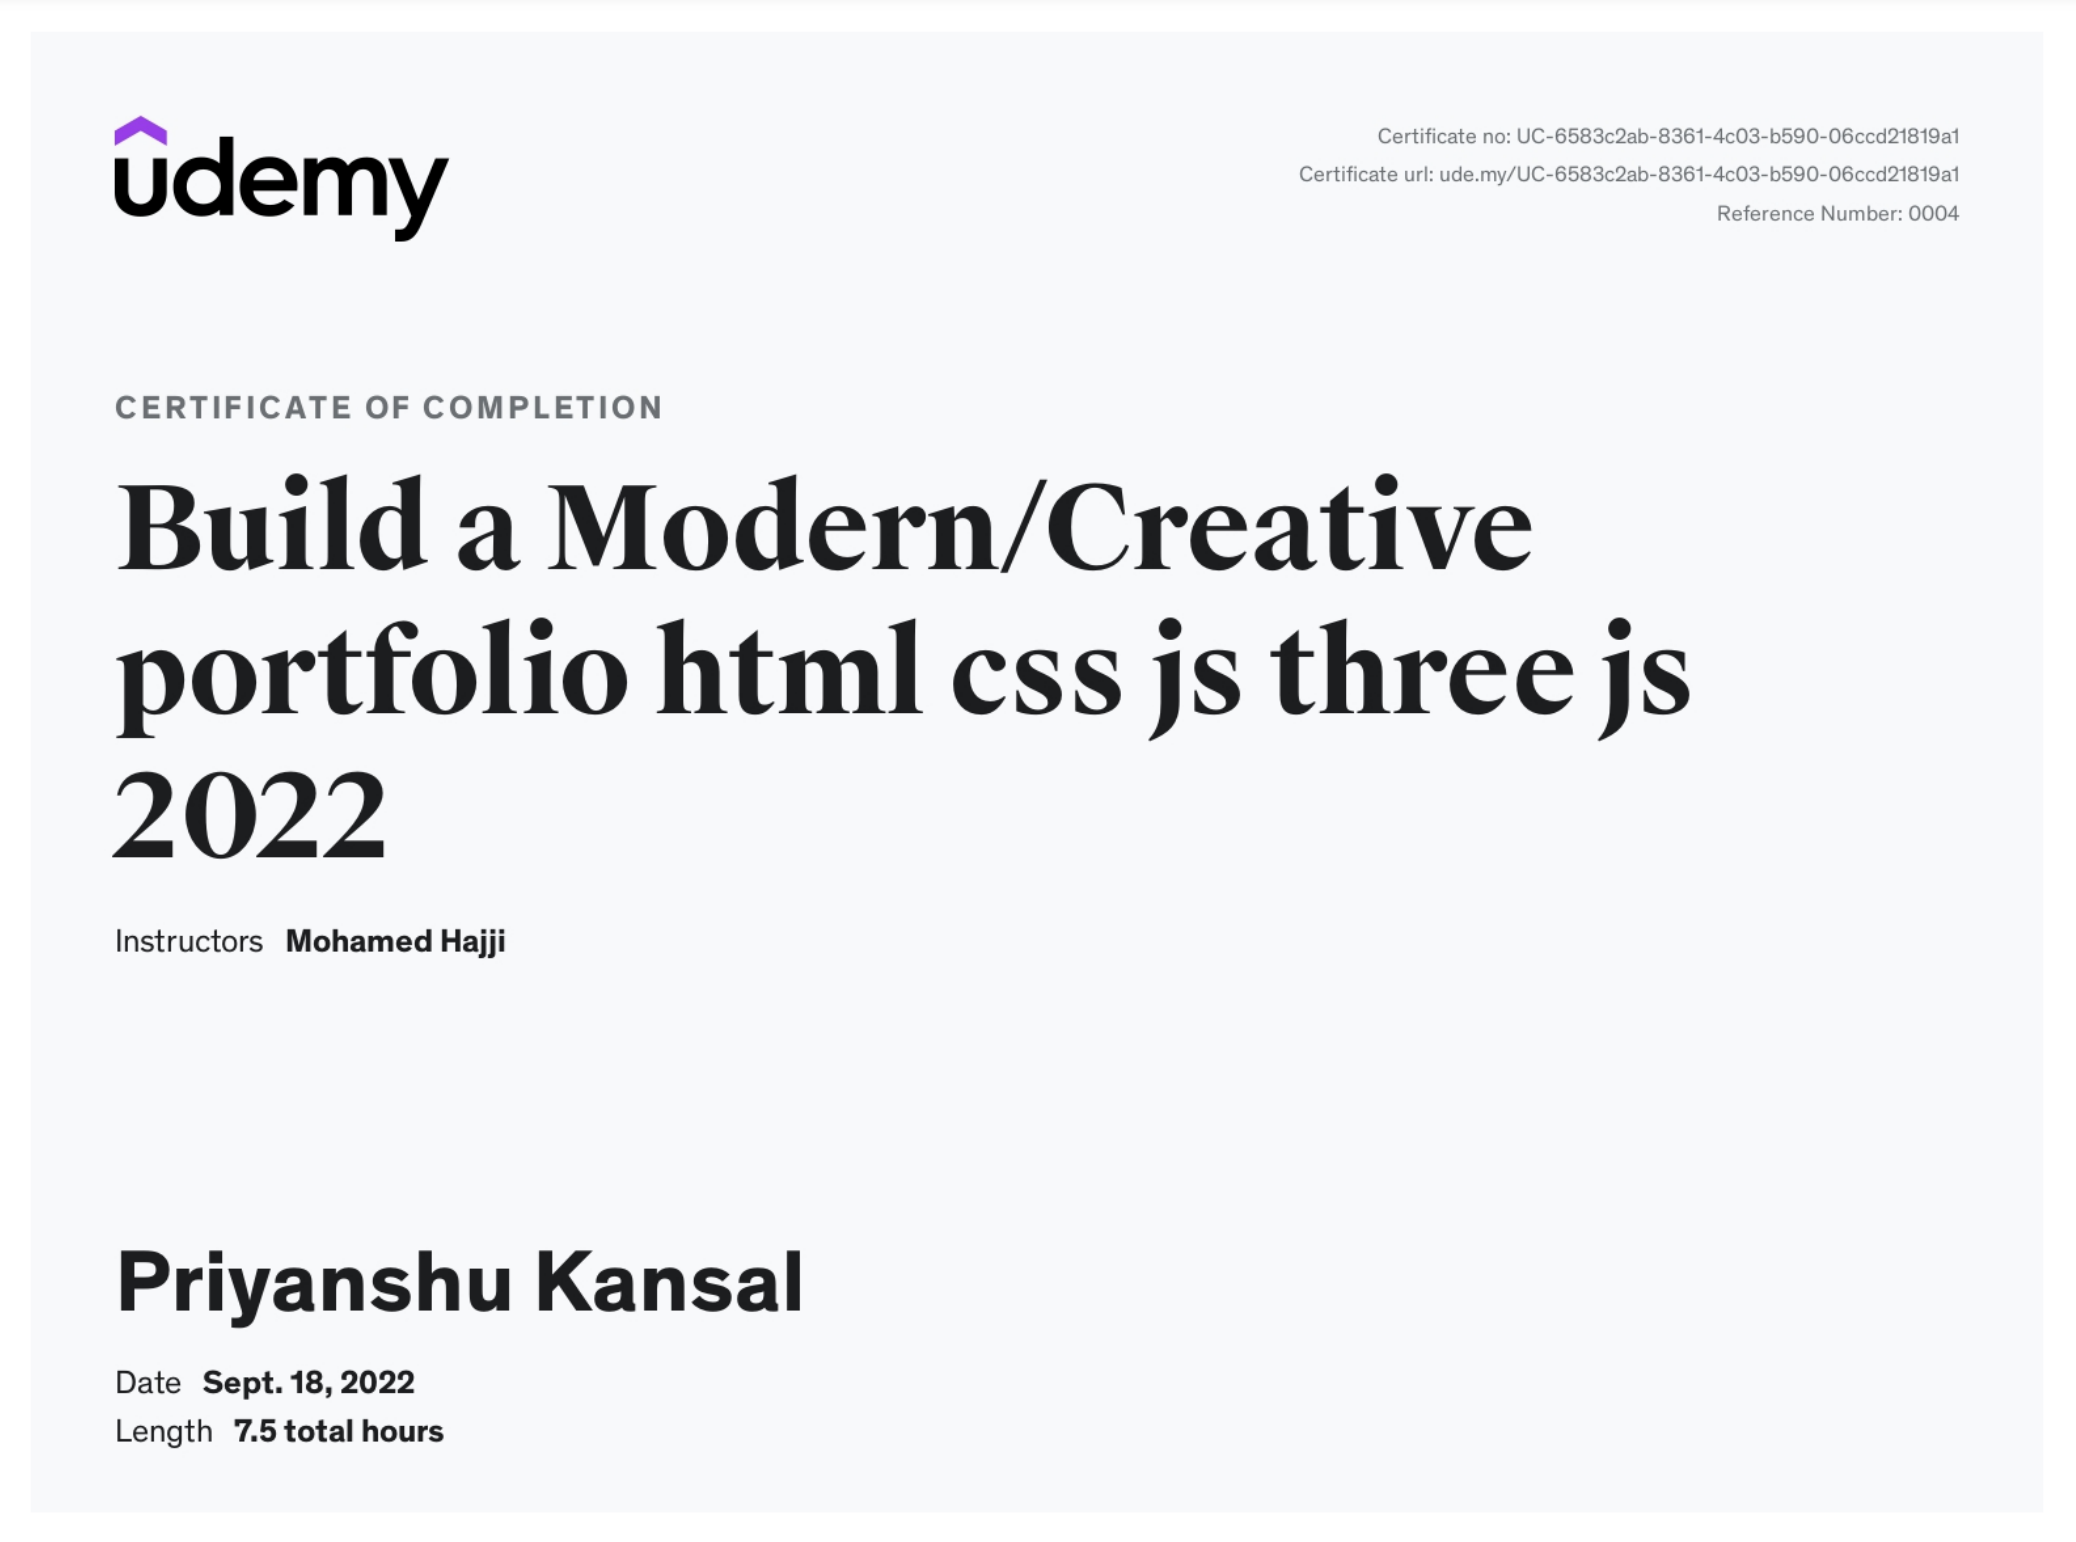 udemy
Certificate no: UC-6583c2ab-8361-4c03-b590-06ccd21819a1
Certificate url: ude.my/UC-6583c2ab-8361-4c03-b590-06ccd21819a1
Reference Number: 0004
CERTIFICATE OF COMPLETION
Build a Modern/Creative
portfolio html css js three js
2022
Instructors Mohamed Hajji
Priyanshu Kansal
Date Sept. 18, 2022
Length 7.5 total hours